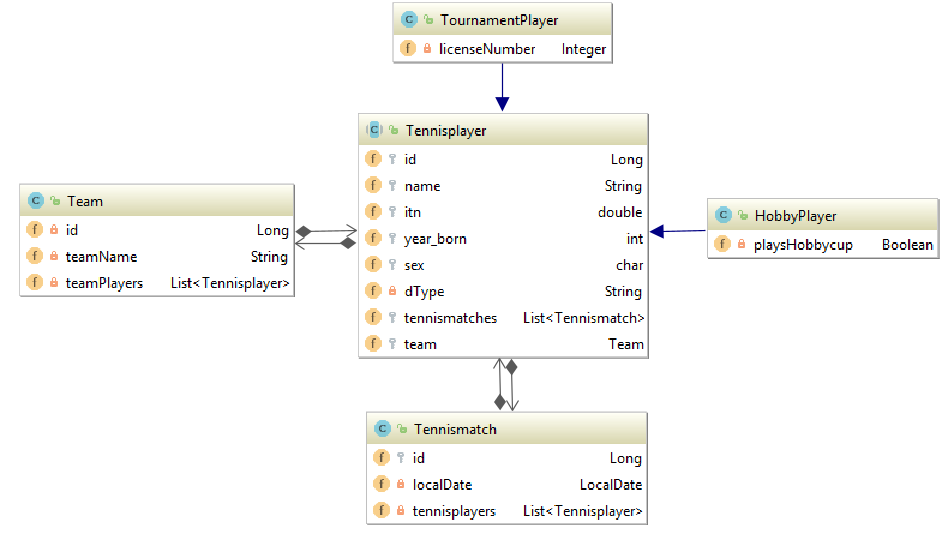 TournamentPlayer
licenseNumber Integer
Tennisplayer
id Long
name String
itn double
year_born int
sex char
dType String
tennismatches List<Tennismatch>
team Team
Team
id Long
teamName String
teamPlayers List<Tennisplayer>
HobbyPlayer
playsHobbycup Boolean
Tennismatch
id Long
localDate LocalDate
tennisplayers List<Tennisplayer>